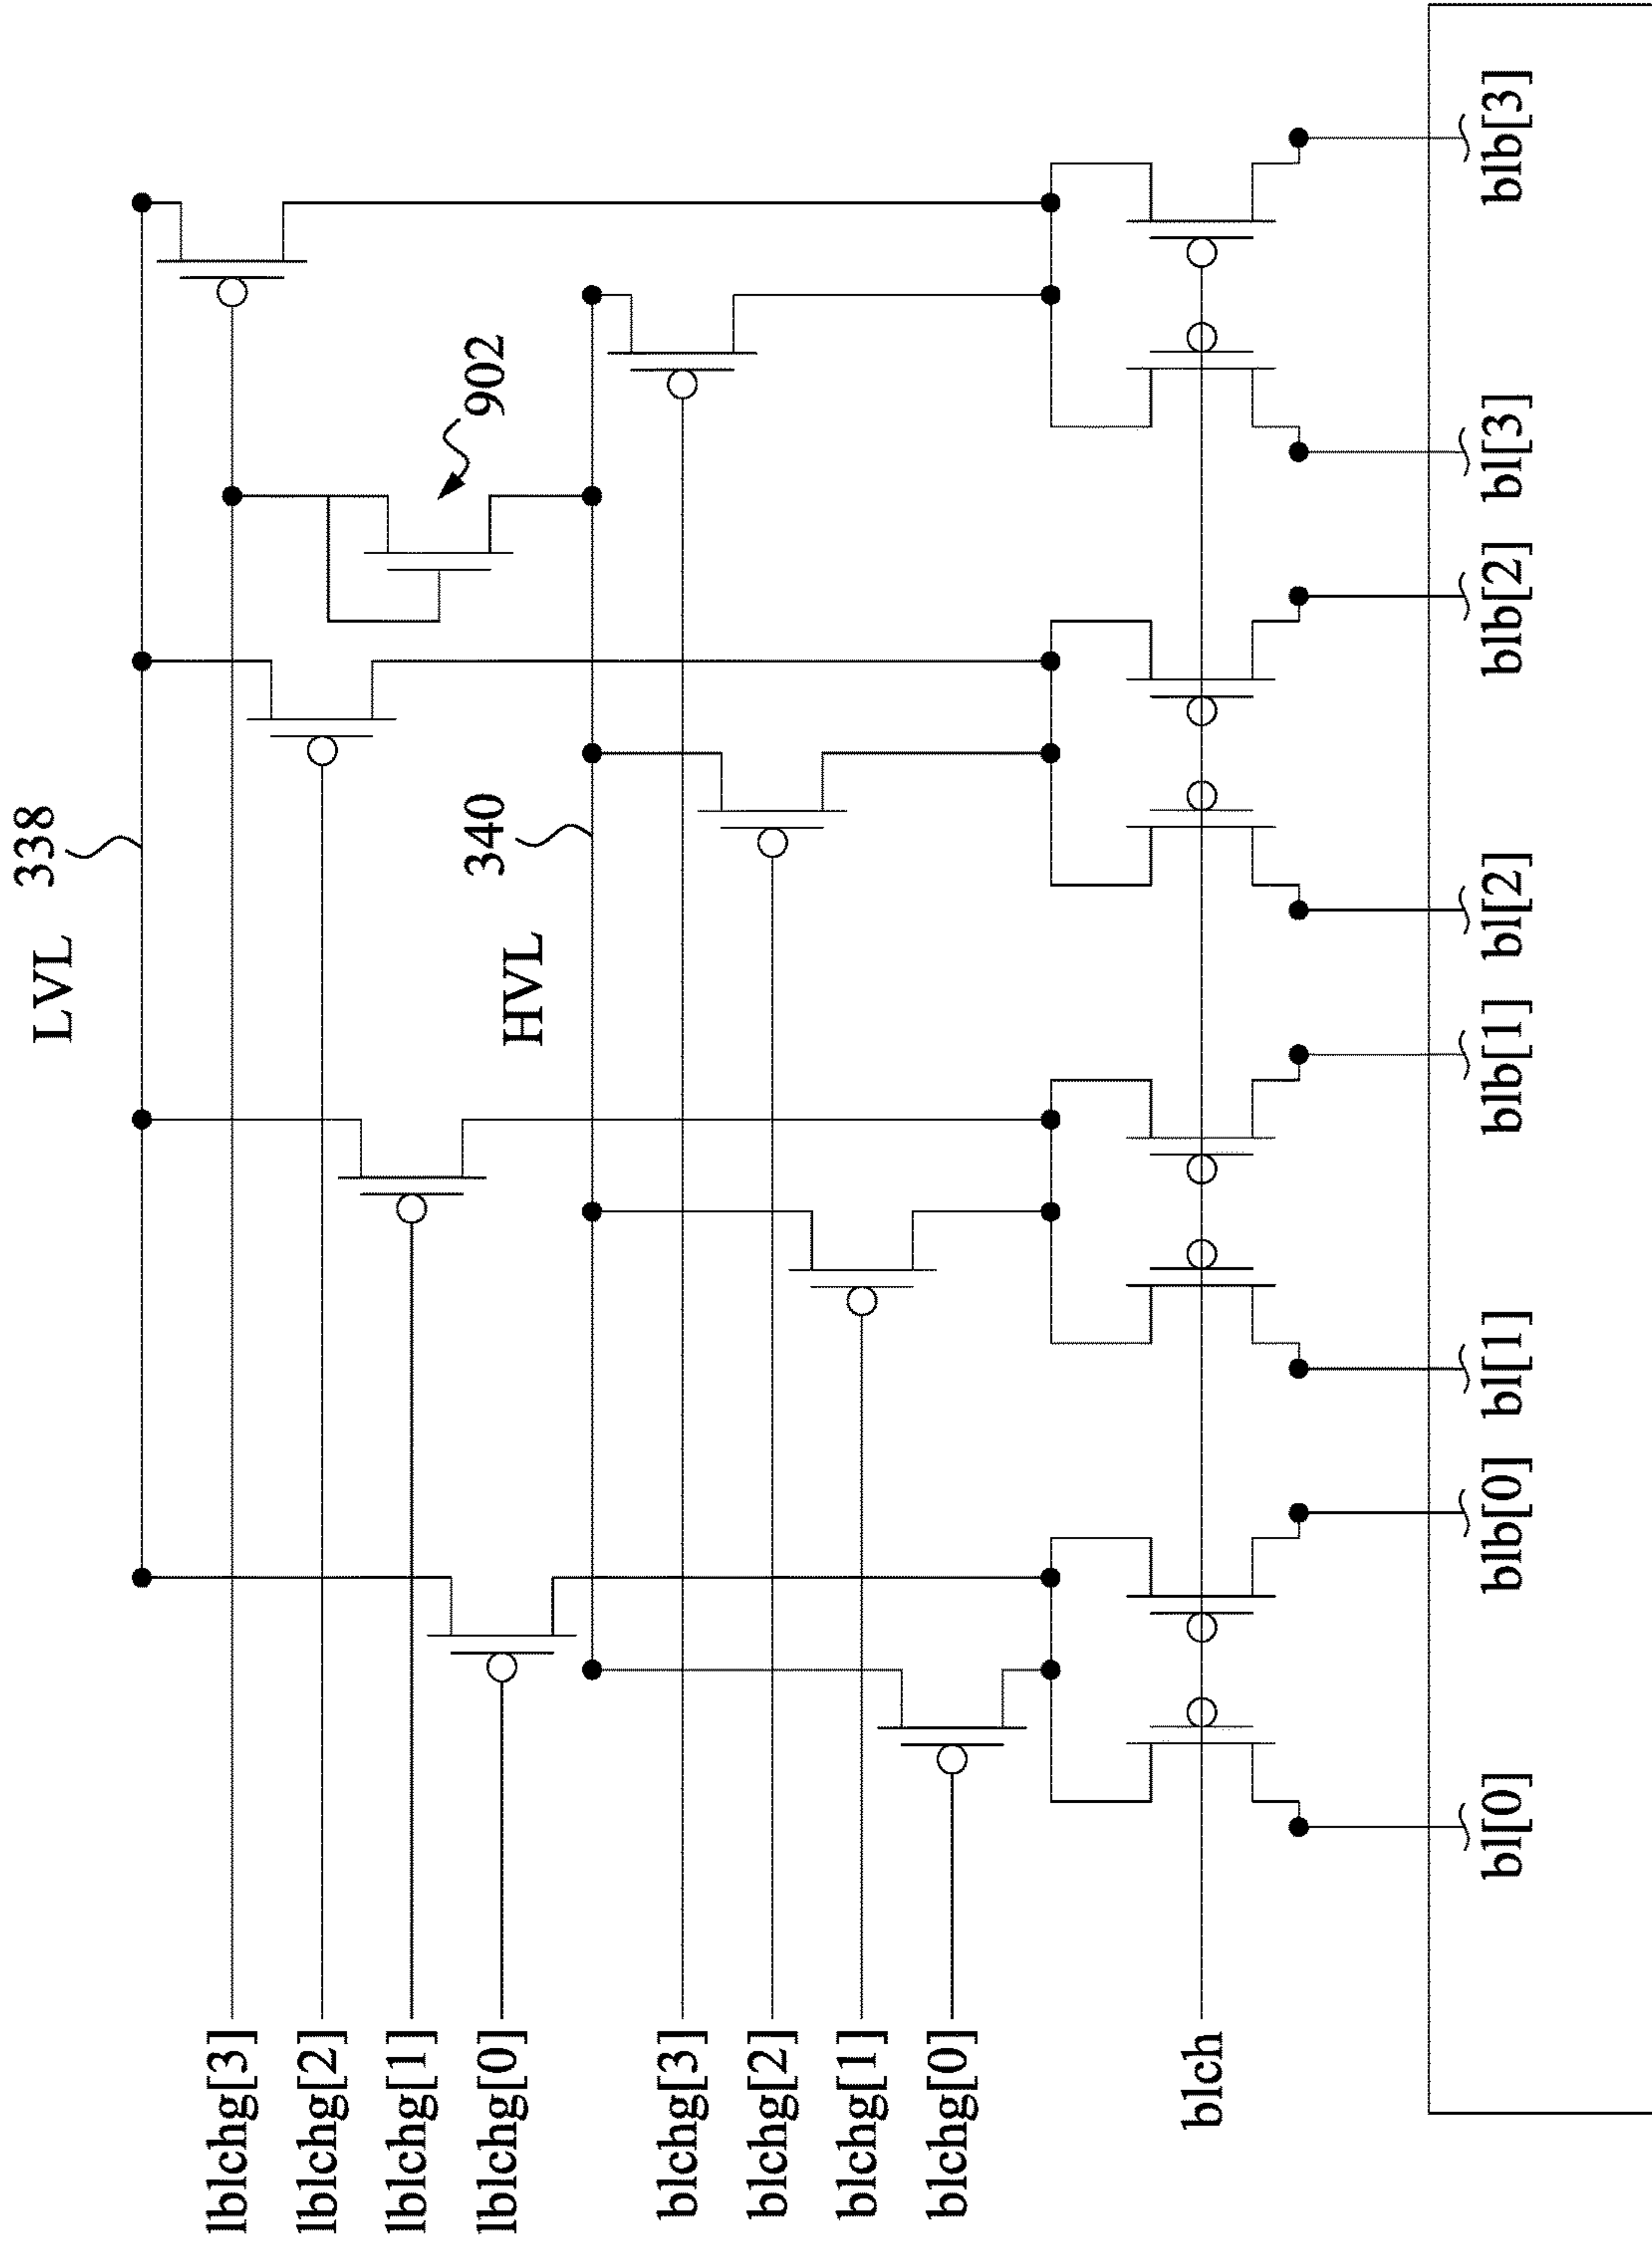 LVL 338
HVL 340
902
lblchg[3]
lblchg[2]
lblchg[1]
lblchg[0]
blchg[3]
blchg[2]
blchg[1]
blchg[0]
blch
bl[0]
blb[0]
bl[1]
blb[1]
bl[2]
blb[2]
bl[3]
blb[3]